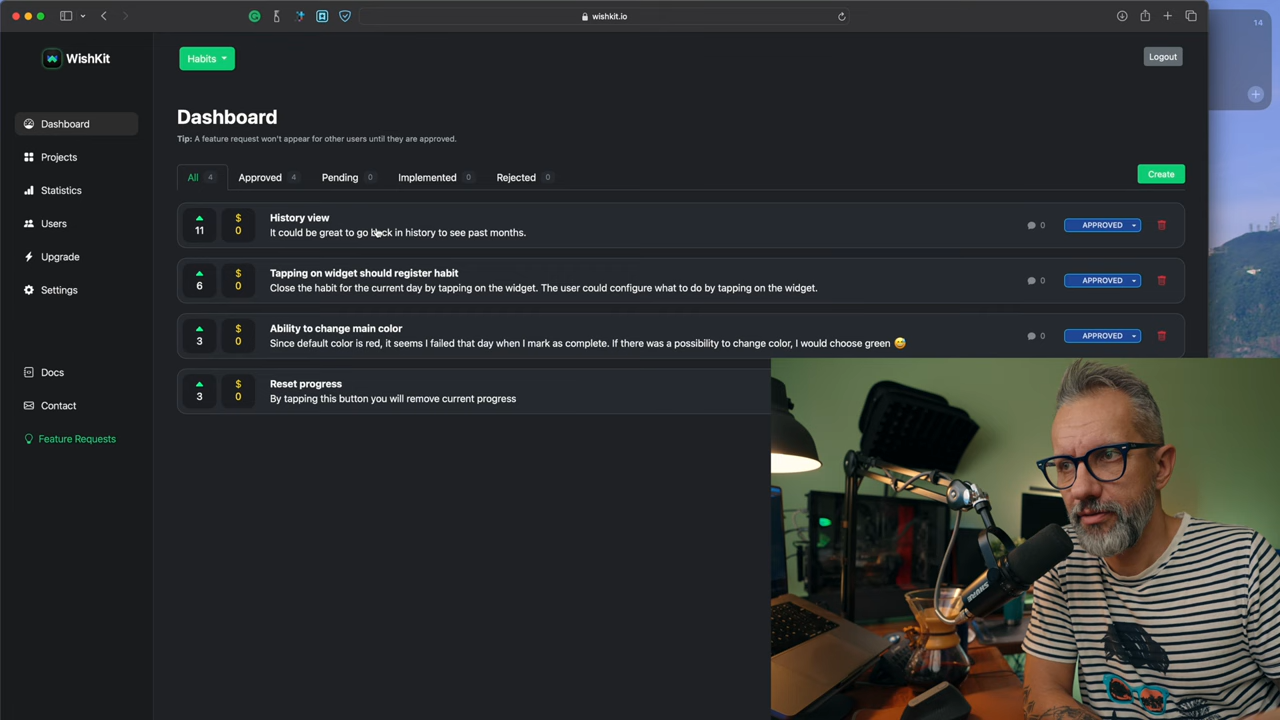 wishkit.io
14
WishKit
Habits
Logout
Dashboard
Projects
Statistics
Users
Upgrade
Settings
Docs
Contact
Feature Requests
Dashboard
Tip: A feature request won't appear for other users until they are approved.
All 4 Approved 4 Pending 0 Implemented 0 Rejected 0
Create
11 $ 0 History view
It could be great to go back in history to see past months.
0 APPROVED
6 $ 0 Tapping on widget should register habit
Close the habit for the current day by tapping on the widget. The user could configure what to do by tapping on the widget.
0 APPROVED
3 $ 0 Ability to change main color
Since default color is red, it seems I failed that day when I mark as complete. If there was a possibility to change color, I would choose green 😅
0 APPROVED
3 $ 0 Reset progress
By tapping this button you will remove current progress